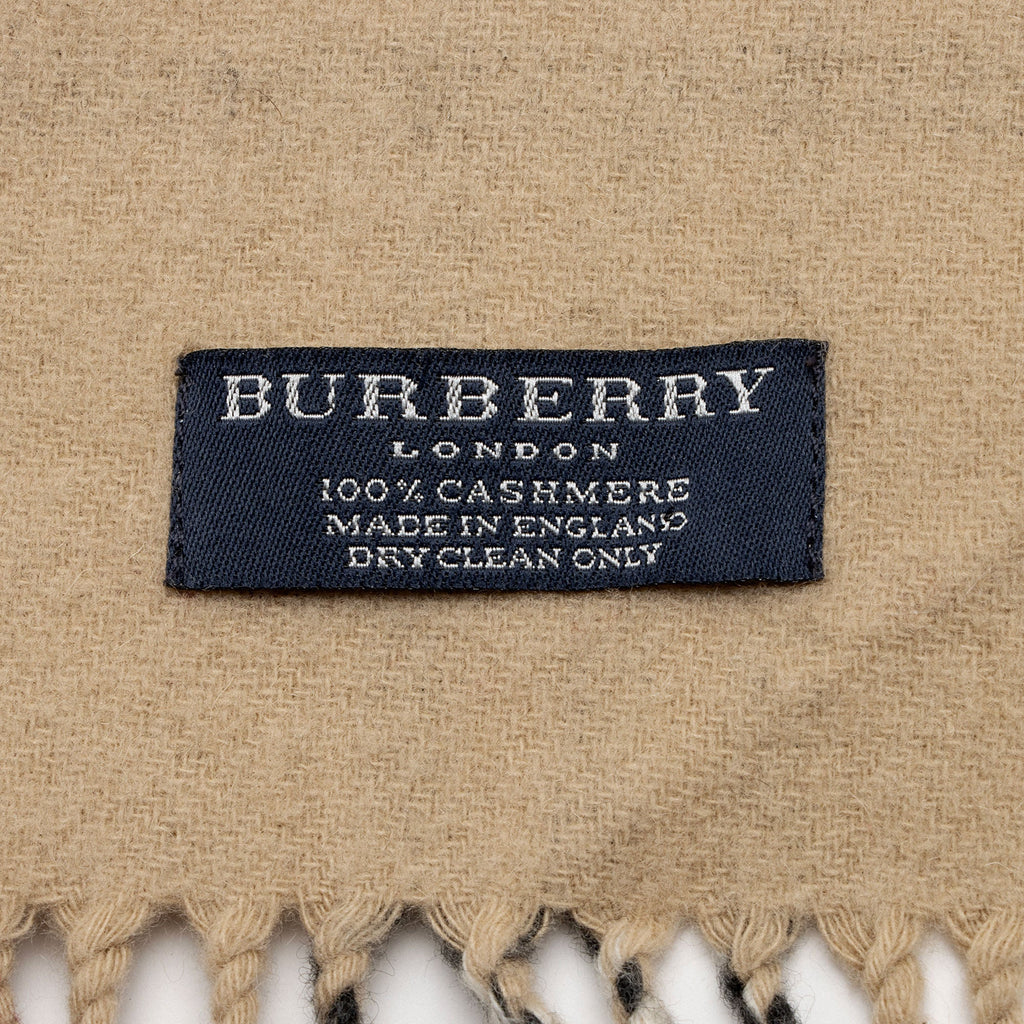 BURBERRY
LONDON
100% CASHMERE
MADE IN ENGLAND
DRY CLEAN ONLY